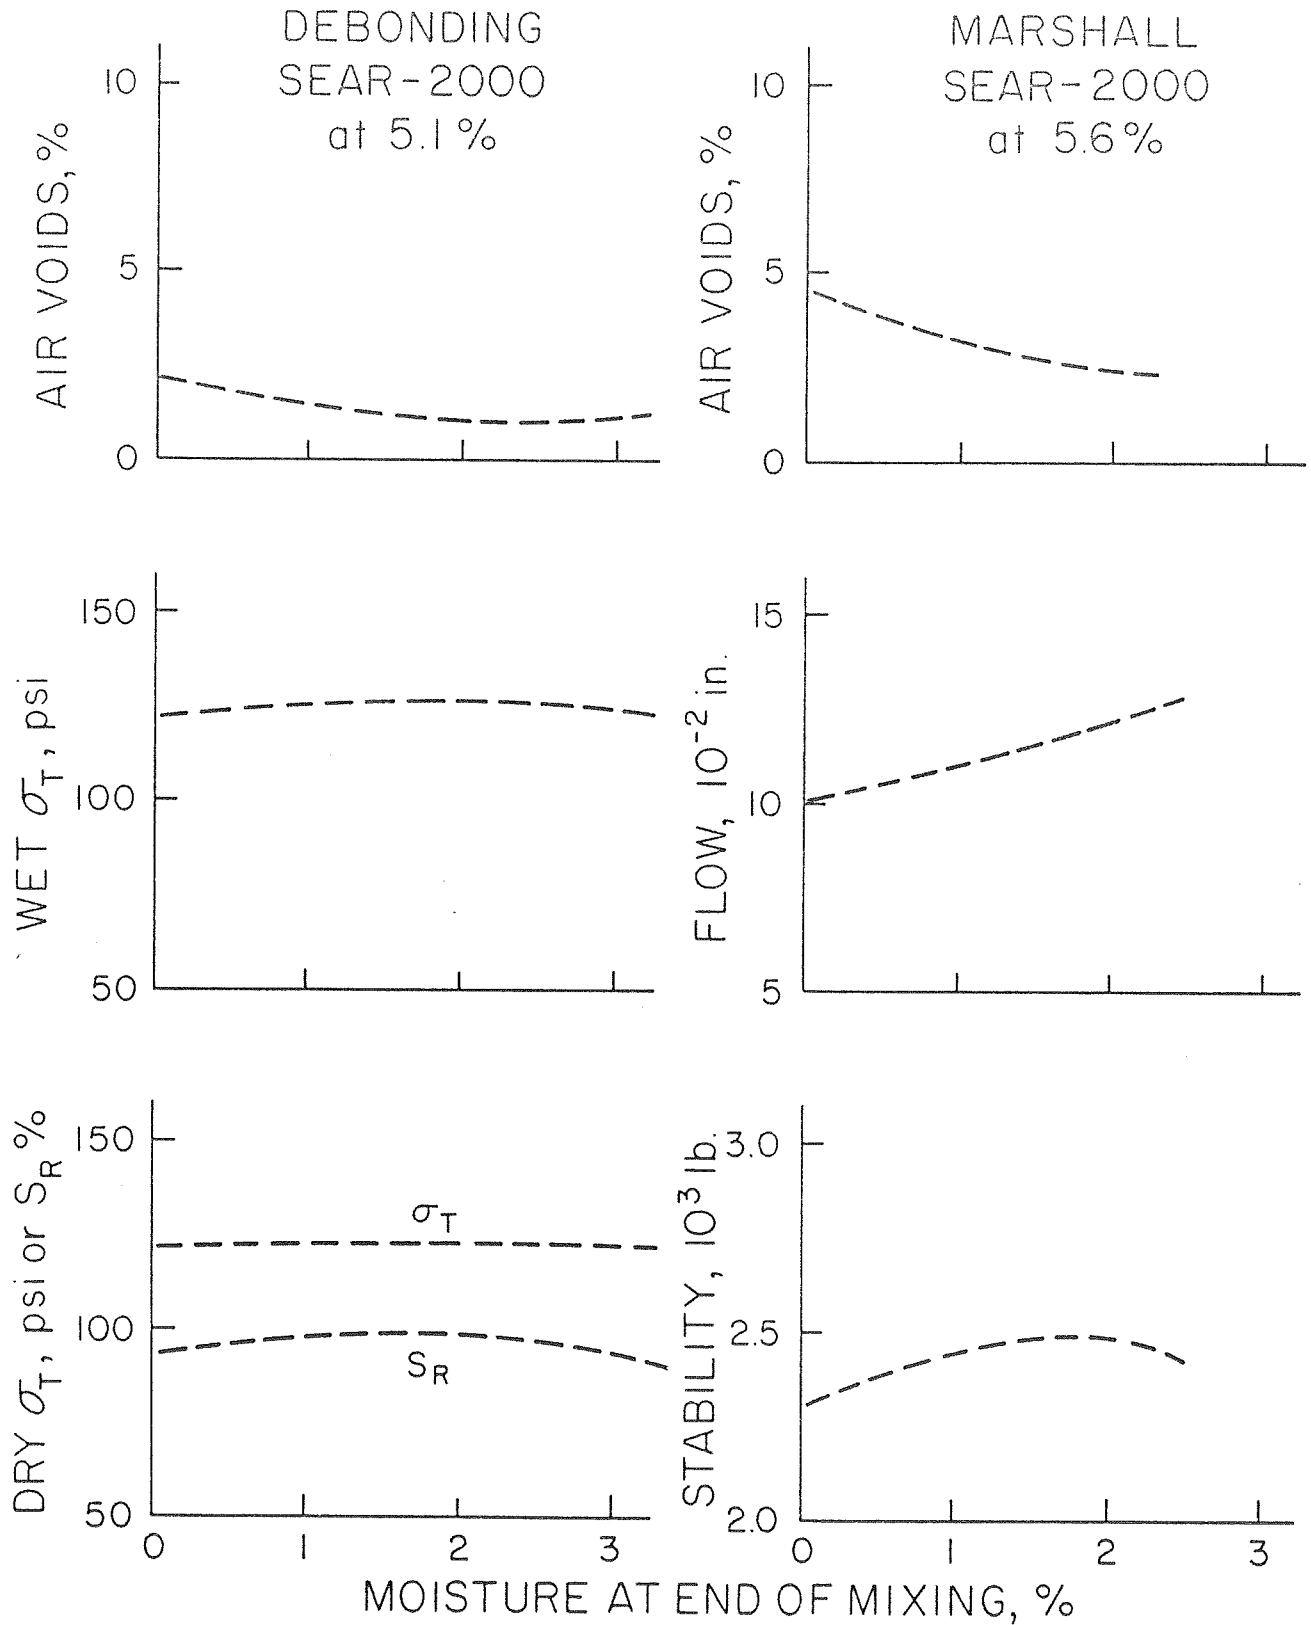 DEBONDING
SEAR-2000
at 5.1%
AIR VOIDS, %
10
5
0
MARSHALL
SEAR-2000
at 5.6%
AIR VOIDS, %
10
5
0
WET σT, psi
150
100
50
FLOW, 10⁻² in.
15
10
5
DRY σT, psi or SR %
150
100
50
σT
SR
0 1 2 3
STABILITY, 10³ lb.
3.0
2.5
2.0
0 1 2 3
MOISTURE AT END OF MIXING, %